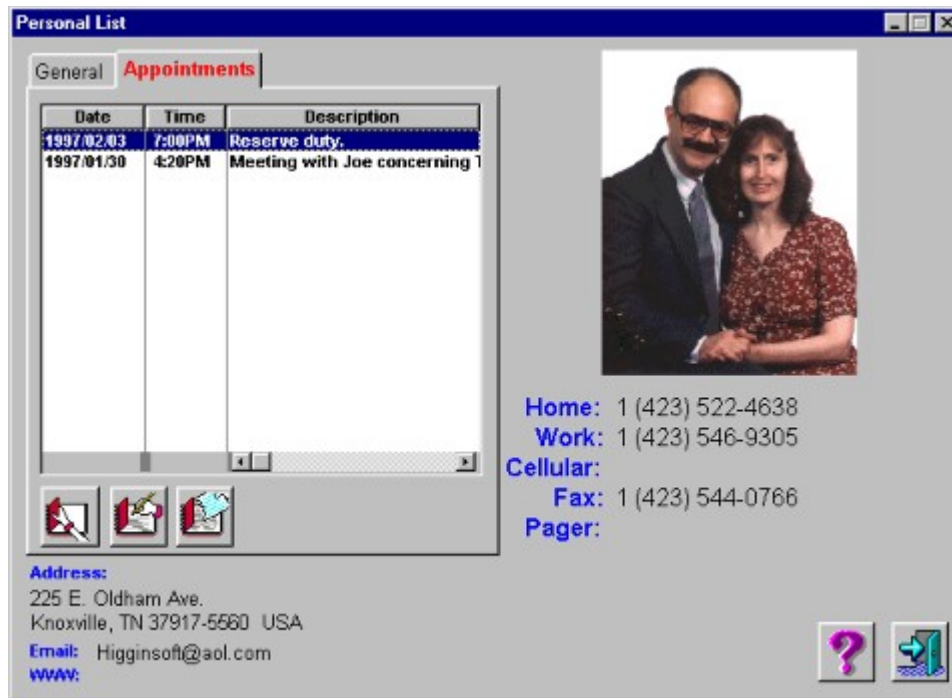 Personal List
General Appointments
Date Time Description
1997/02/03 7:00PM Reserve duty.
1997/01/30 4:20PM Meeting with Joe concerning
Home: 1 (423) 522-4638
Work: 1 (423) 546-9305
Cellular:
Fax: 1 (423) 544-0766
Pager:
Address:
225 E. Oldham Ave.
Knoxville, TN 37917-5560 USA
Email: Higginsoft@aol.com
WWW: